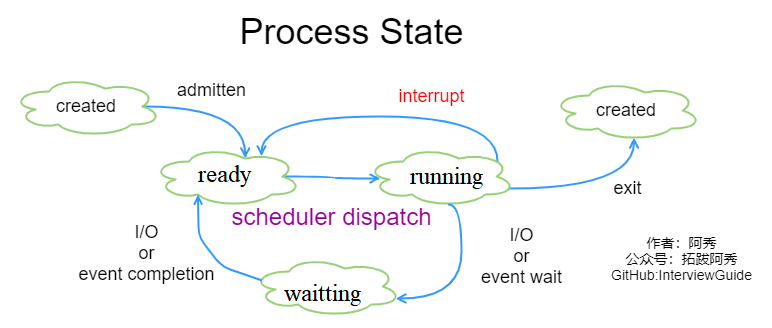 Process State
created
admitten
interrupt
created
ready
running
scheduler dispatch
exit
I/O
or
event completion
I/O
or
event wait
waitting
作者：阿秀
公众号：拓跋阿秀
GitHub:InterviewGuide